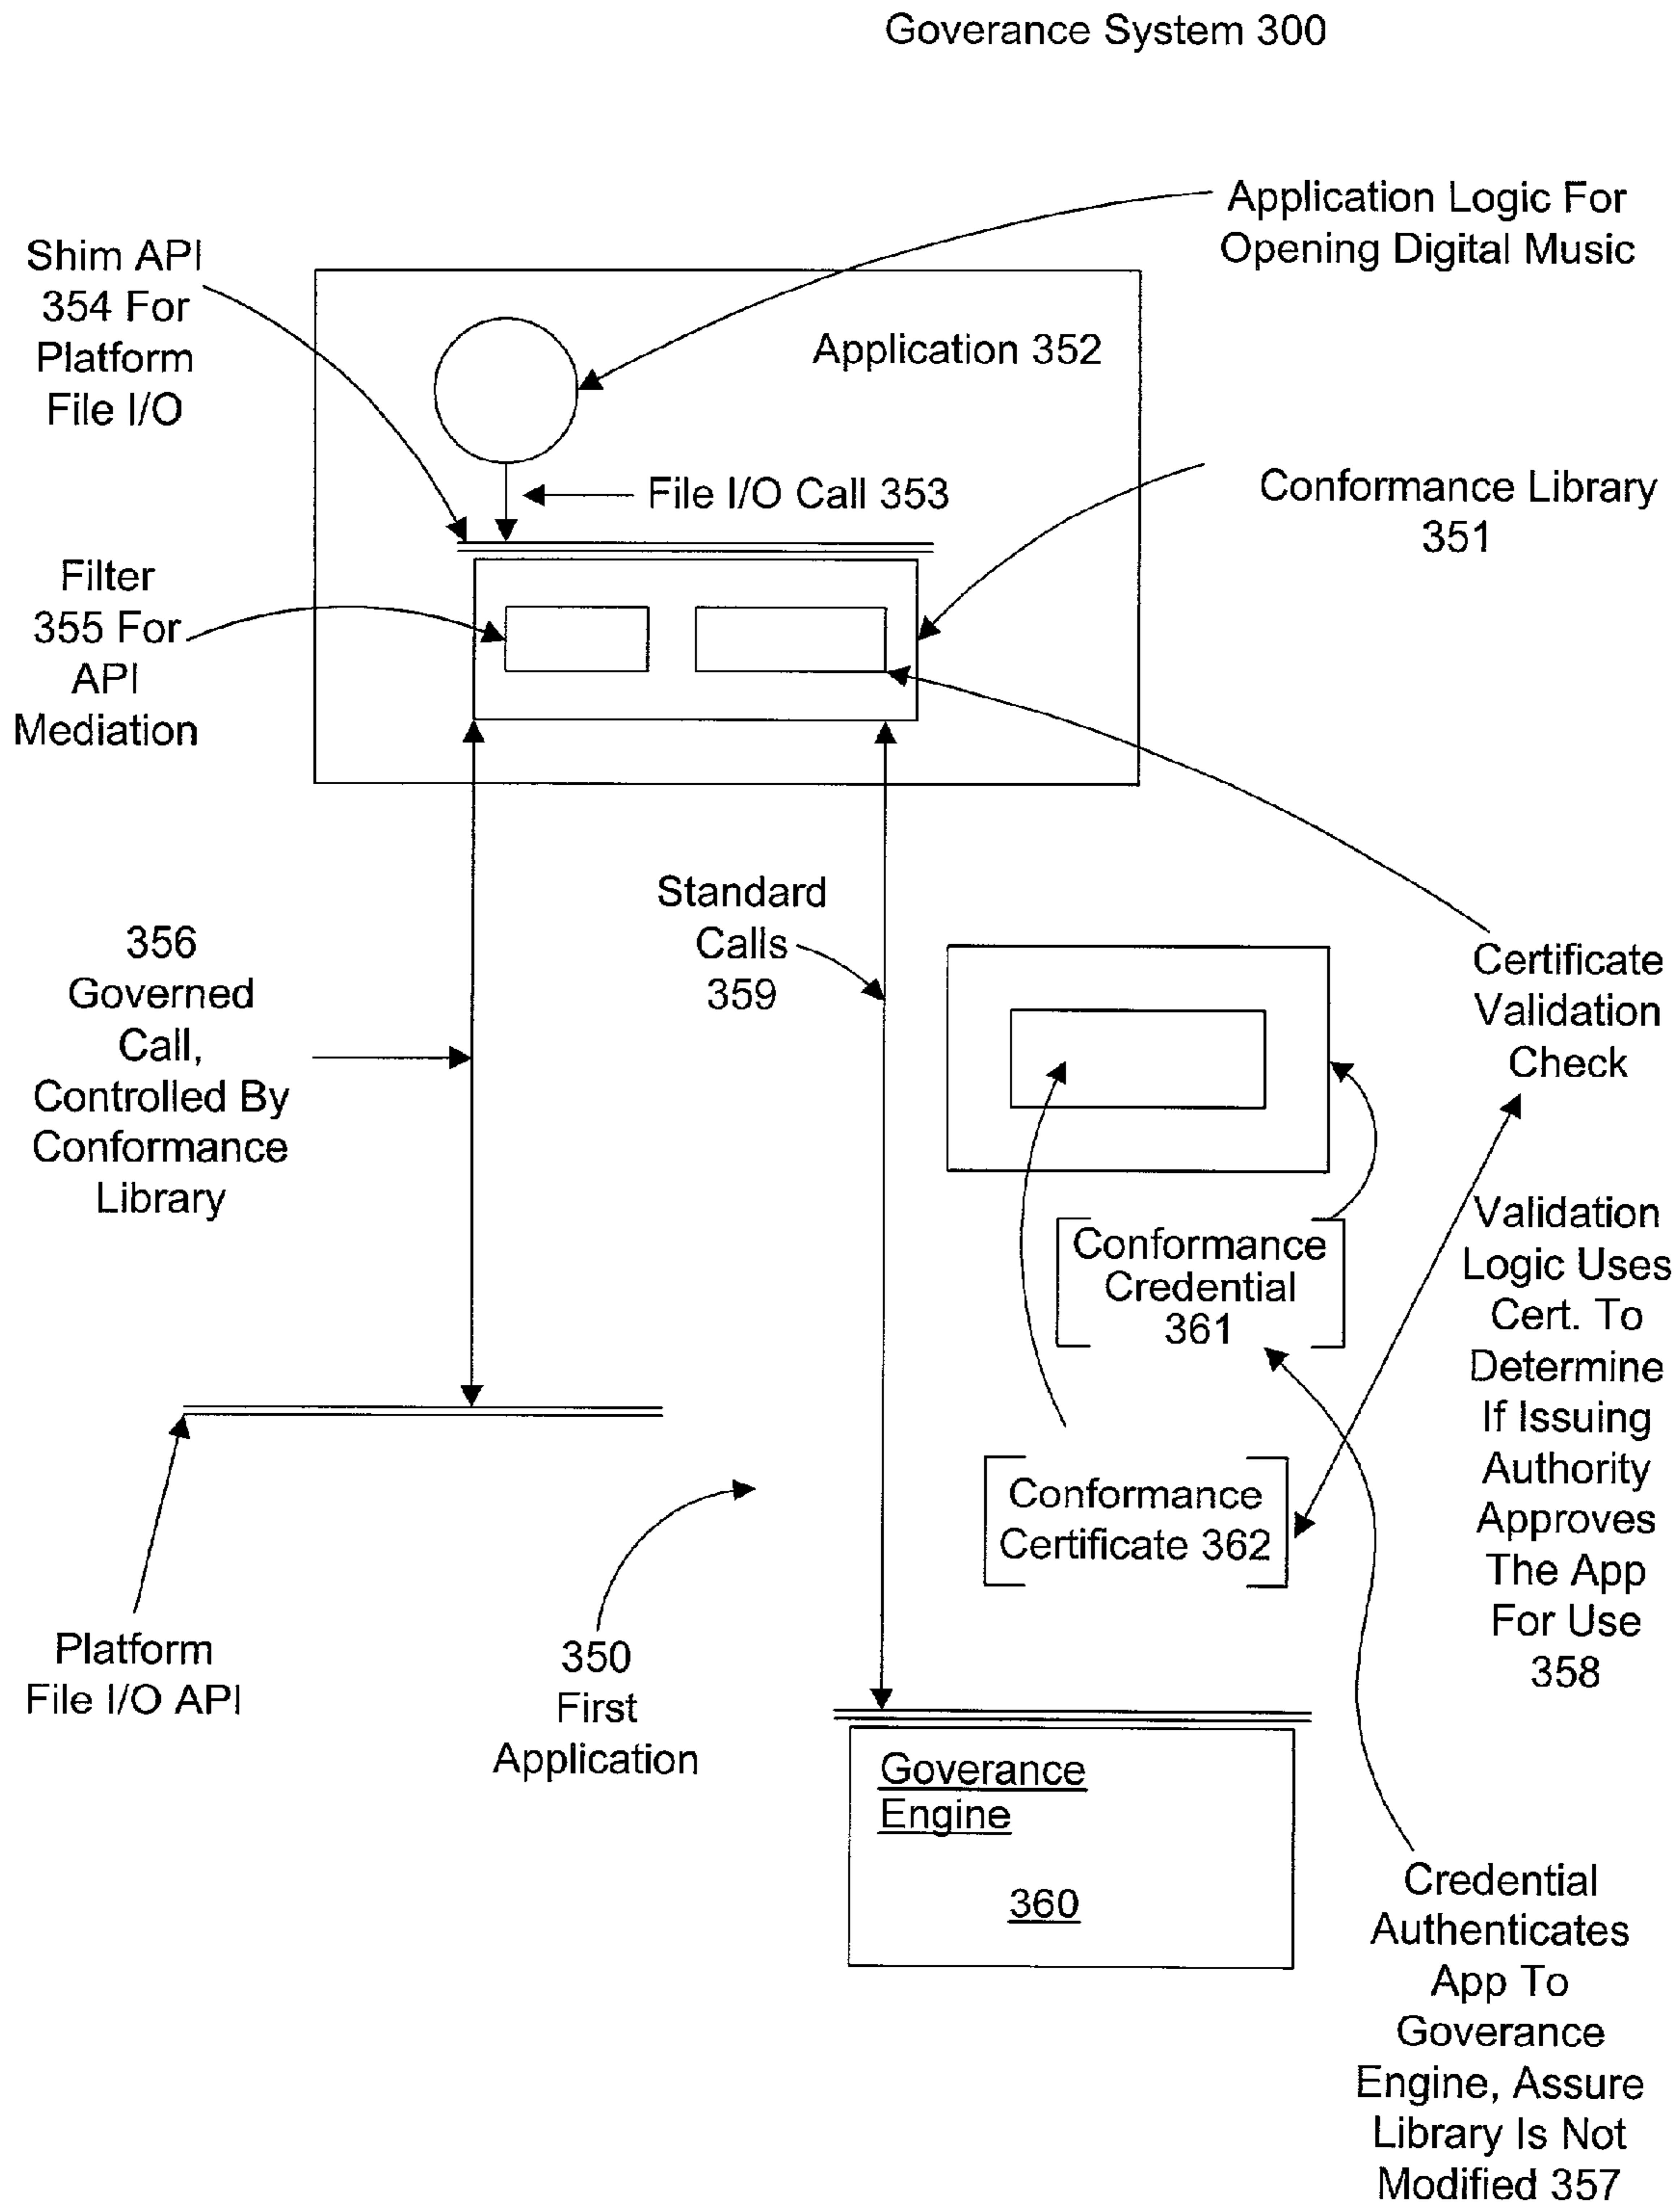 Goverance System 300
Application Logic For
Opening Digital Music
Shim API
354 For
Platform
File I/O
Application 352
File I/O Call 353
Conformance Library
351
Filter
355 For
API
Mediation
Standard
Calls
359
356
Governed
Call,
Controlled By
Conformance
Library
Certificate
Validation
Check
Conformance
Credential
361
Validation
Logic Uses
Cert. To
Determine
If Issuing
Authority
Approves
The App
For Use
358
Conformance
Certificate 362
Platform
File I/O API
350
First
Application
Goverance
Engine
360
Credential
Authenticates
App To
Goverance
Engine, Assure
Library Is Not
Modified 357